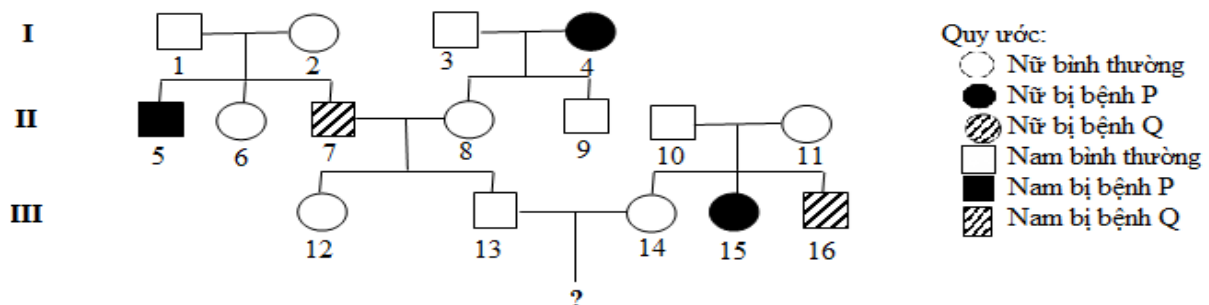 I
1
2
3
4
Quy ước:
Nữ bình thường
Nữ bị bệnh P
Nữ bị bệnh Q
Nam bình thường
Nam bị bệnh P
Nam bị bệnh Q
II
5
6
7
8
9
10
11
III
12
13
14
15
16
?